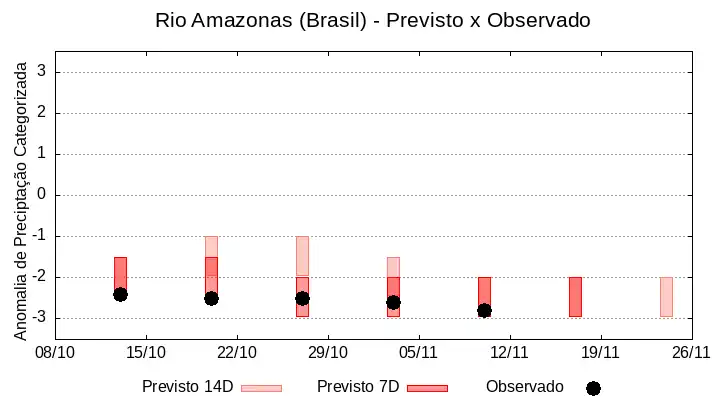 Rio Amazonas (Brasil) - Previsto x Observado
Anomalia de Preciptação Categorizada
3
2
1
0
-1
-2
-3
08/10 15/10 22/10 29/10 05/11 12/11 19/11 26/11
Previsto 14D Previsto 7D Observado